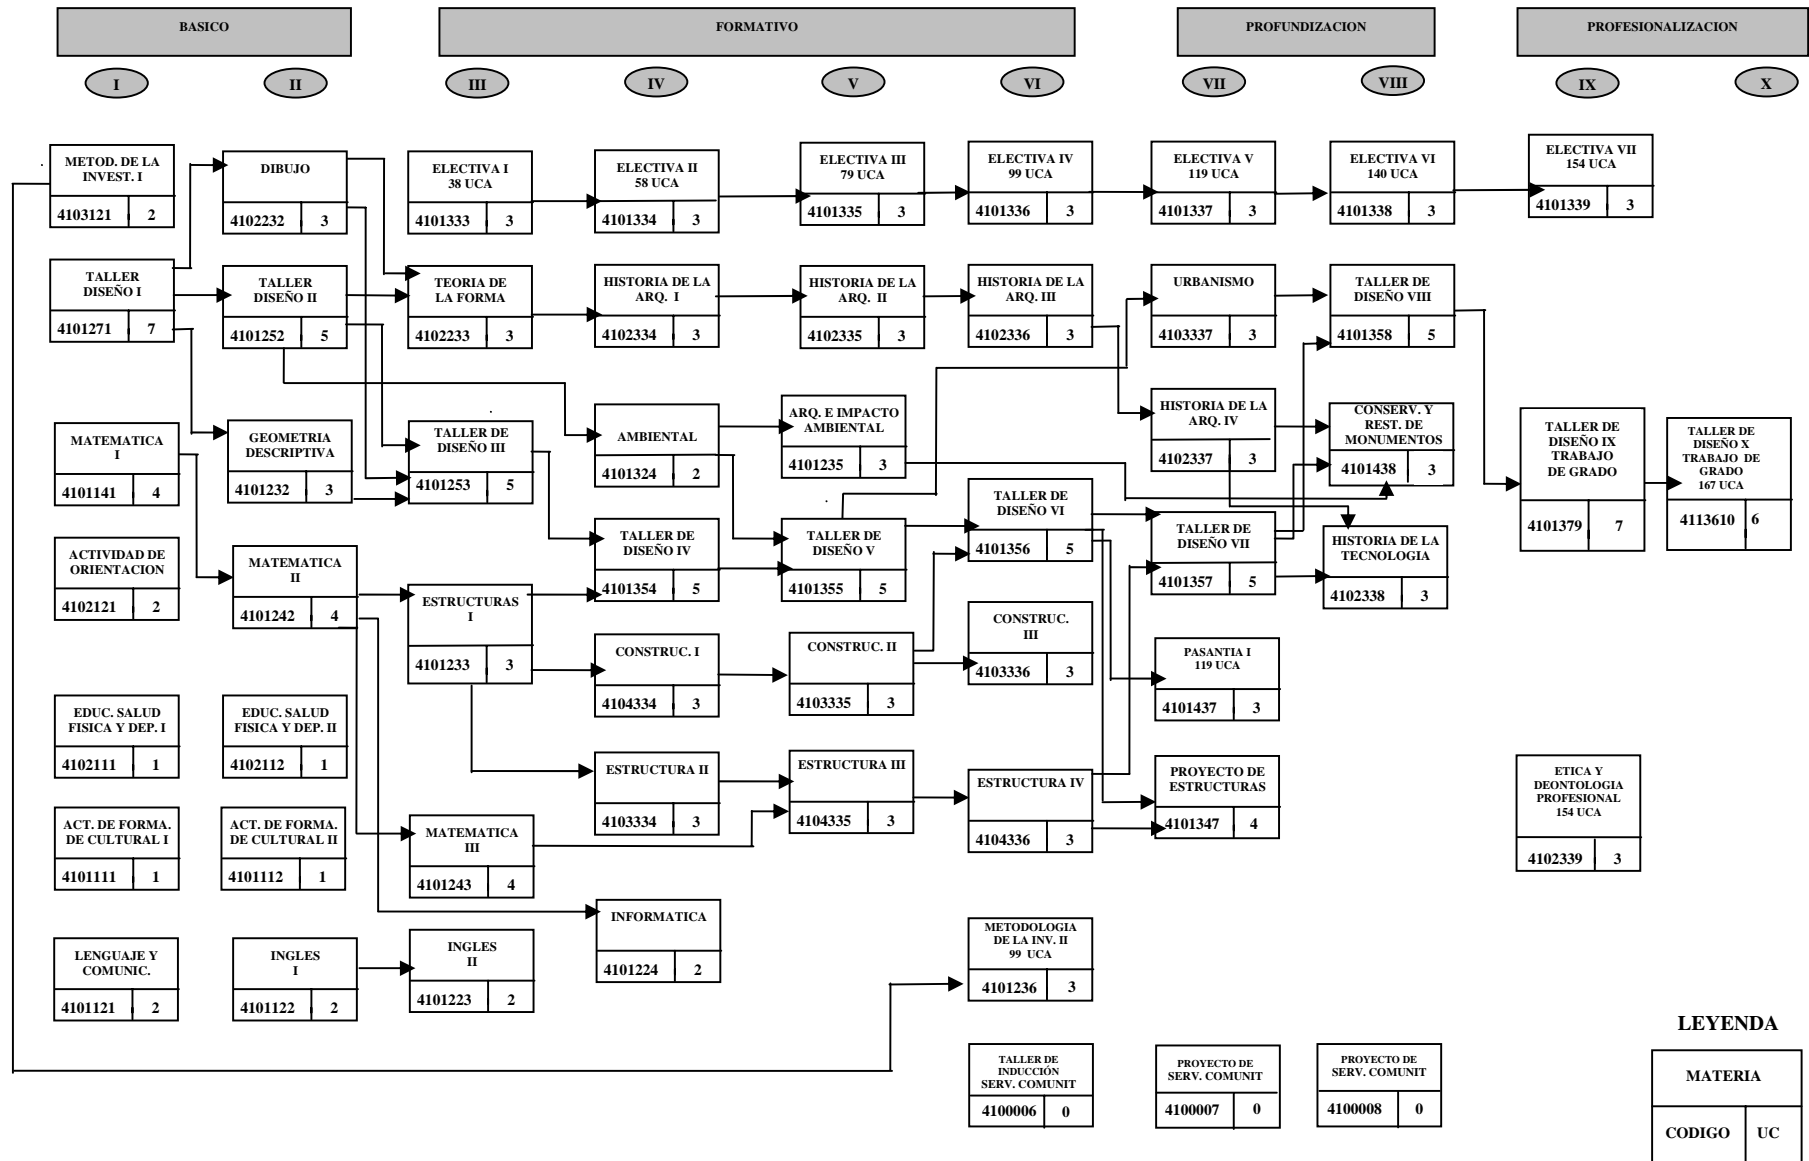 BASICO
FORMATIVO
PROFUNDIZACION
PROFESIONALIZACION
I
II
III
IV
V
VI
VII
VIII
IX
X
METOD. DE LA
INVEST. I
4103121 2
DIBUJO
4102232 3
ELECTIVA I
38 UCA
4101333 3
ELECTIVA II
58 UCA
4101334 3
ELECTIVA III
79 UCA
4101335 3
ELECTIVA IV
99 UCA
4101336 3
ELECTIVA V
119 UCA
4101337 3
ELECTIVA VI
140 UCA
4101338 3
ELECTIVA VII
154 UCA
4101339 3
TALLER
DISEÑO I
4101271 7
TALLER
DISEÑO II
4101252 5
TEORIA DE
LA FORMA
4102233 3
HISTORIA DE LA
ARQ. I
4102334 3
HISTORIA DE LA
ARQ. II
4102335 3
HISTORIA DE LA
ARQ. III
4102336 3
URBANISMO
4103337 3
TALLER DE
DISEÑO VIII
4101358 5
MATEMATICA
I
4101141 4
GEOMETRIA
DESCRIPTIVA
4101232 3
TALLER DE
DISEÑO III
4101253 5
AMBIENTAL
4101324 2
ARQ. E IMPACTO
AMBIENTAL
4101235 3
HISTORIA DE LA
ARQ. IV
4102337 3
CONSERV. Y
REST. DE
MONUMENTOS
4101438 3
TALLER DE
DISEÑO IX
TRABAJO
DE GRADO
4101379 7
TALLER DE
DISEÑO X
TRABAJO DE
GRADO
167 UCA
4113610 6
ACTIVIDAD DE
ORIENTACION
4102121 2
MATEMATICA
II
4101242 4
ESTRUCTURAS
I
4101233 3
TALLER DE
DISEÑO IV
4101354 5
TALLER DE
DISEÑO V
4101355 5
TALLER DE
DISEÑO VI
4101356 5
TALLER DE
DISEÑO VII
4101357 5
HISTORIA DE LA
TECNOLOGIA
4102338 3
CONSTRUC. I
4104334 3
CONSTRUC. II
4103335 3
CONSTRUC.
III
4103336 3
PASANTIA I
119 UCA
4101437 3
EDUC. SALUD
FISICA Y DEP. I
4102111 1
EDUC. SALUD
FISICA Y DEP. II
4102112 1
ESTRUCTURA II
4103334 3
ESTRUCTURA III
4104335 3
ESTRUCTURA IV
4104336 3
PROYECTO DE
ESTRUCTURAS
4101347 4
ETICA Y
DEONTOLOGIA
PROFESIONAL
154 UCA
4102339 3
ACT. DE FORMA.
DE CULTURAL I
4101111 1
ACT. DE FORMA.
DE CULTURAL II
4101112 1
MATEMATICA
III
4101243 4
INFORMATICA
4101224 2
LENGUAJE Y
COMUNIC.
4101121 2
INGLES
I
4101122 2
INGLES
II
4101223 2
METODOLOGIA
DE LA INV. II
99 UCA
4101236 3
TALLER DE
INDUCCIÓN
SERV. COMUNIT
4100006 0
PROYECTO DE
SERV. COMUNIT
4100007 0
PROYECTO DE
SERV. COMUNIT
4100008 0
LEYENDA
MATERIA
CODIGO UC